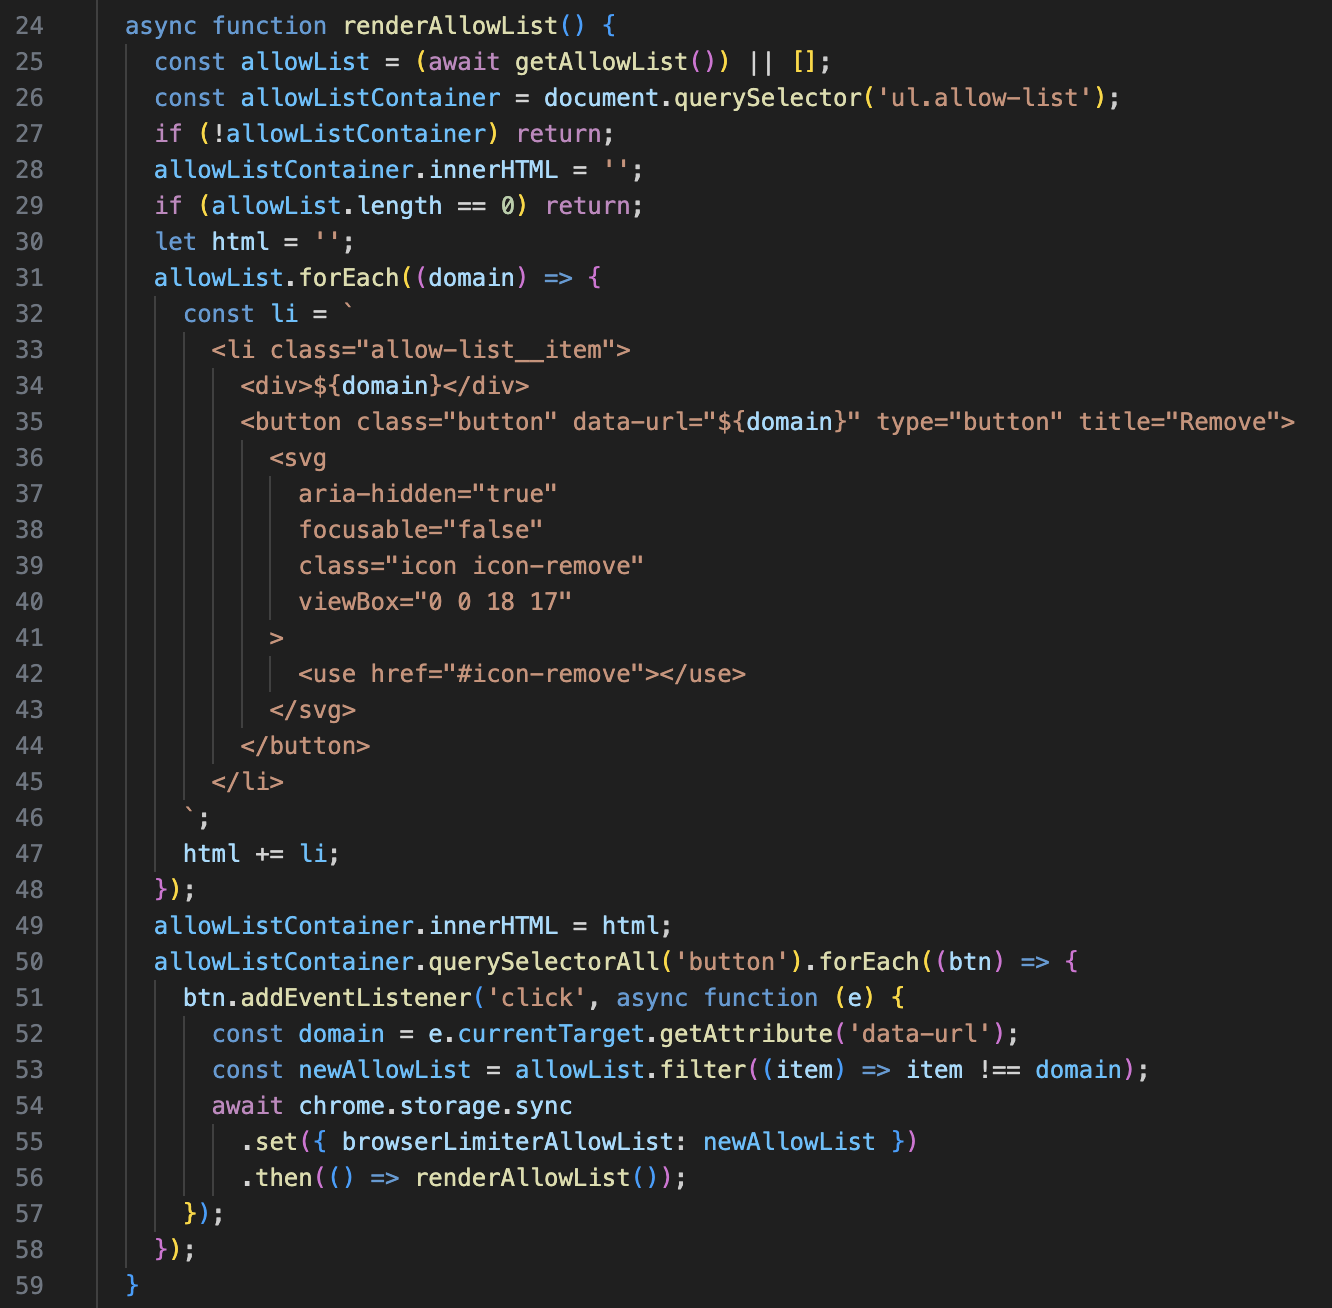 24 async function renderAllowList() {
25   const allowList = (await getAllowList()) || [];
26   const allowListContainer = document.querySelector('ul.allow-list');
27   if (!allowListContainer) return;
28   allowListContainer.innerHTML = '';
29   if (allowList.length == 0) return;
30   let html = '';
31   allowList.forEach((domain) => {
32     const li = `
33       <li class="allow-list__item">
34         <div>${domain}</div>
35         <button class="button" data-url="${domain}" type="button" title="Remove">
36           <svg
37             aria-hidden="true"
38             focusable="false"
39             class="icon icon-remove"
40             viewBox="0 0 18 17"
41           >
42             <use href="#icon-remove"></use>
43           </svg>
44         </button>
45       </li>
46     `;
47     html += li;
48   });
49   allowListContainer.innerHTML = html;
50   allowListContainer.querySelectorAll('button').forEach((btn) => {
51     btn.addEventListener('click', async function (e) {
52       const domain = e.currentTarget.getAttribute('data-url');
53       const newAllowList = allowList.filter((item) => item !== domain);
54       await chrome.storage.sync
55         .set({ browserLimiterAllowList: newAllowList })
56         .then(() => renderAllowList());
57     });
58   });
59 }